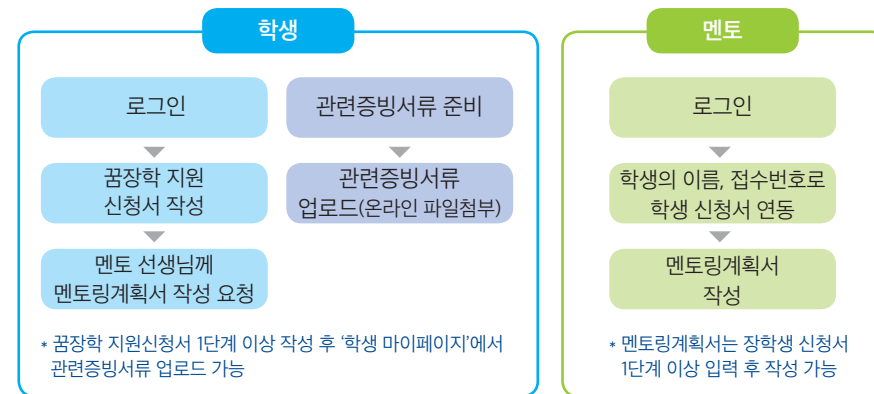 학생
로그인
꿈장학 지원
신청서 작성
멘토 선생님께
멘토링계획서 작성 요청
관련증빙서류 준비
관련증빙서류
업로드(온라인 파일첨부)
* 꿈장학 지원신청서 1단계 이상 작성 후 ‘학생 마이페이지’에서
관련증빙서류 업로드 가능
멘토
로그인
학생의 이름, 접수번호로
학생 신청서 연동
멘토링계획서
작성
* 멘토링계획서는 장학생 신청서
1단계 이상 입력 후 작성 가능